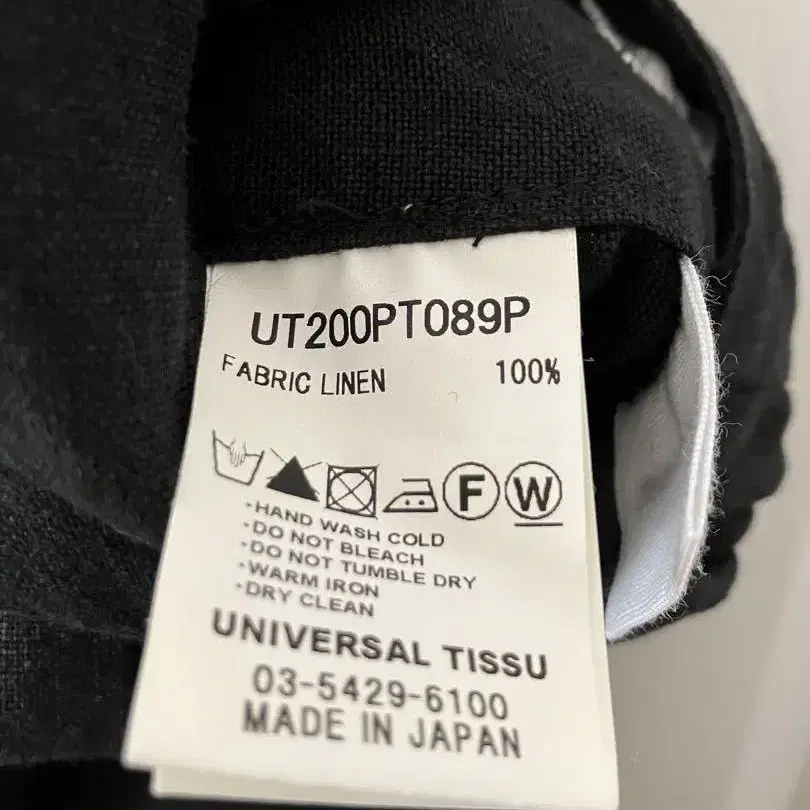 UT200PT089P
FABRIC LINEN 100%
F W
·HAND WASH COLD
·DO NOT BLEACH
·DO NOT TUMBLE DRY
·WARM IRON
·DRY CLEAN
UNIVERSAL TISSU
03-5429-6100
MADE IN JAPAN